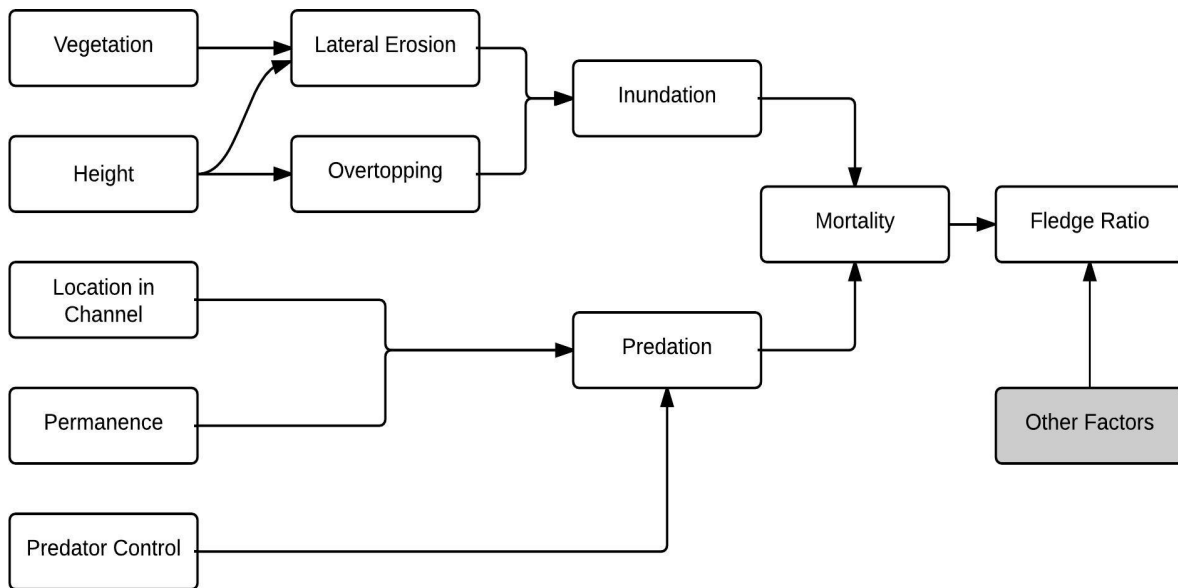 Vegetation
Lateral Erosion
Inundation
Height
Overtopping
Mortality
Fledge Ratio
Location in
Channel
Predation
Permanence
Other Factors
Predator Control